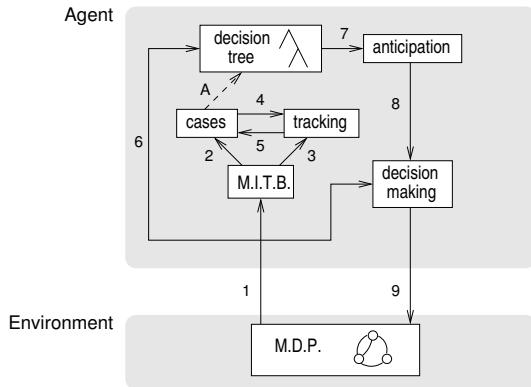 Agent
decision
tree
7
anticipation
A
4
8
cases
tracking
6
5
2
3
decision
making
M.I.T.B.
1
9
Environment
M.D.P.